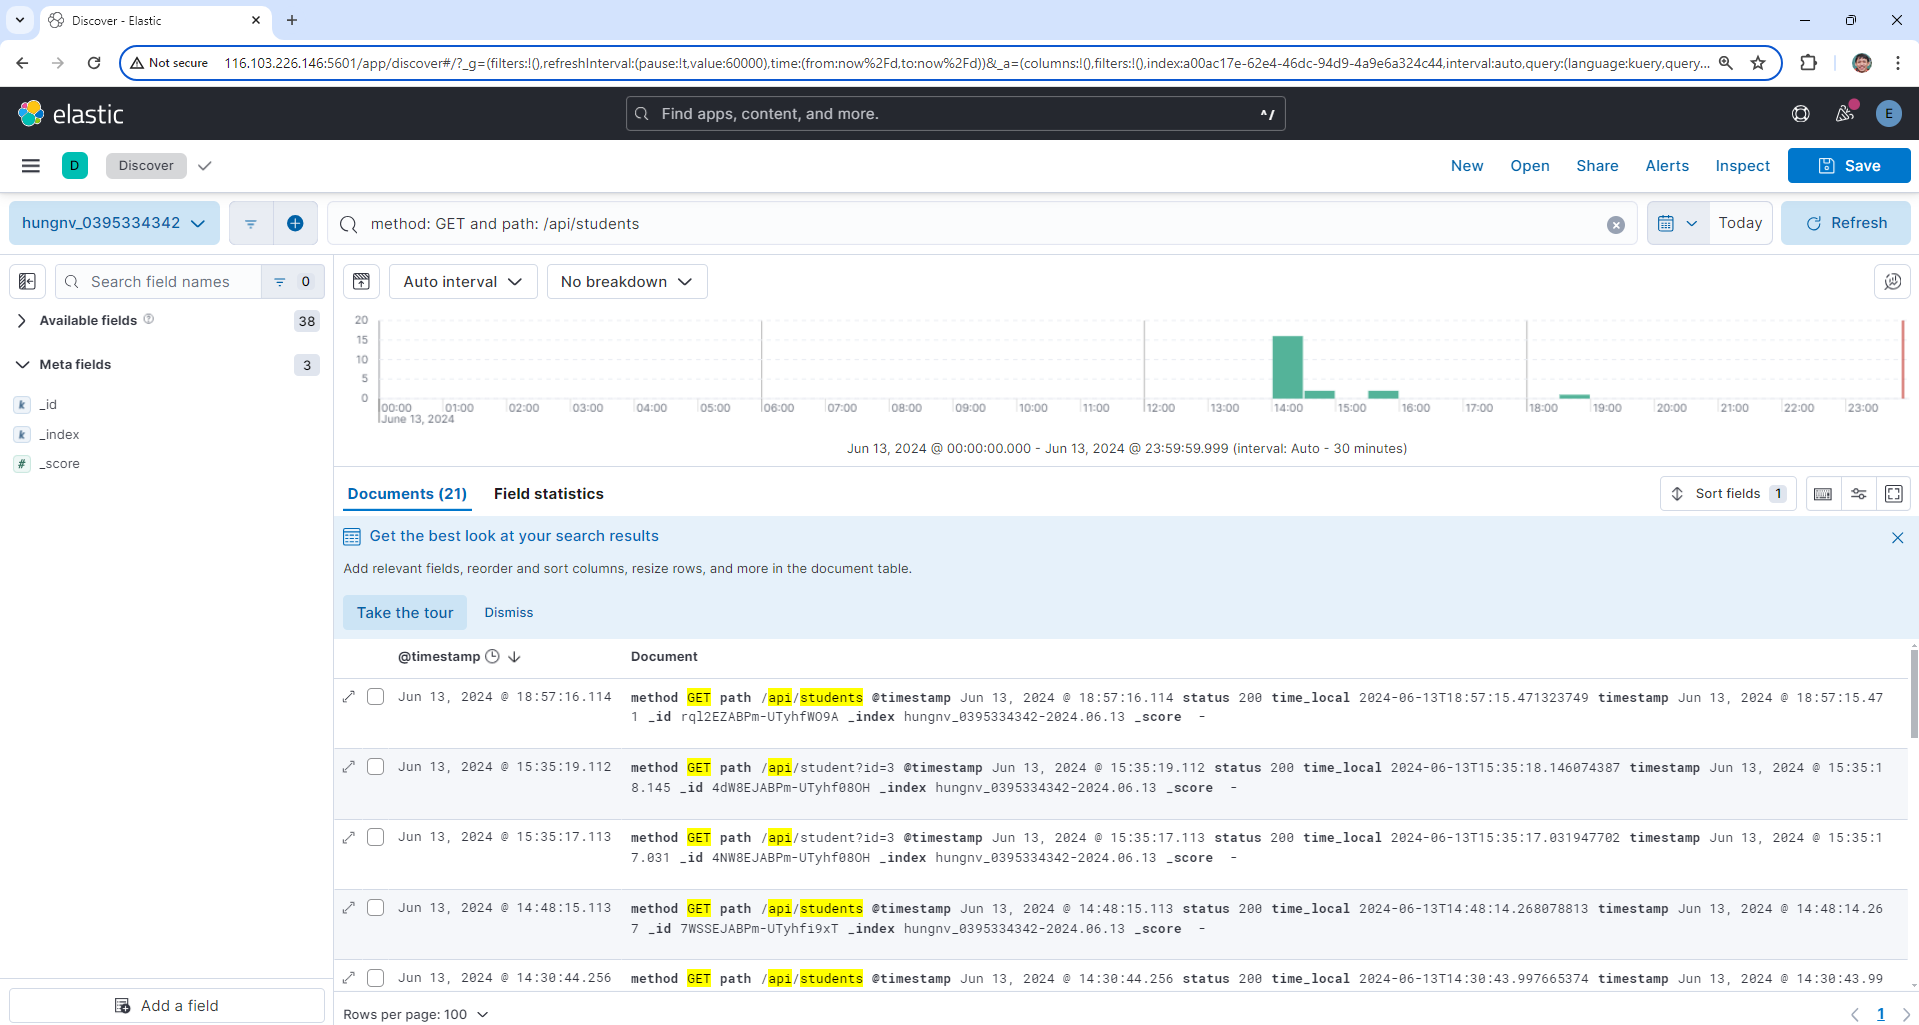 Discover - Elastic
Not secure 116.103.226.146:5601/app/discover#/?_g=(filters:!(),refreshInterval:(pause:!t,value:60000),time:(from:now%2Fd,to:now%2Fd))&_a=(columns:!(),filters:!(),index:a00ac17e-62e4-46dc-94d9-4a9e6a324c44,interval:auto,query:(language:kuery,query...
elastic
Find apps, content, and more.
^/
E
D
Discover
New
Open
Share
Alerts
Inspect
Save
hungnv_0395334342
method: GET and path: /api/students
Today
Refresh
Search field names
0
Auto interval
No breakdown
Available fields
38
Meta fields
3
_id
_index
# _score
20
15
10
5
0
00:00 01:00 02:00 03:00 04:00 05:00 06:00 07:00 08:00 09:00 10:00 11:00 12:00 13:00 14:00 15:00 16:00 17:00 18:00 19:00 20:00 21:00 22:00 23:00
June 13, 2024
Jun 13, 2024 @ 00:00:00.000 - Jun 13, 2024 @ 23:59:59.999 (interval: Auto - 30 minutes)
Documents (21)
Field statistics
Sort fields 1
Get the best look at your search results
Add relevant fields, reorder and sort columns, resize rows, and more in the document table.
Take the tour
Dismiss
@timestamp
Document
Jun 13, 2024 @ 18:57:16.114 method GET path /api/students @timestamp Jun 13, 2024 @ 18:57:16.114 status 200 time_local 2024-06-13T18:57:15.471323749 timestamp Jun 13, 2024 @ 18:57:15.47
1 _id rql2EZABPm-UTyhfWO9A _index hungnv_0395334342-2024.06.13 _score -
Jun 13, 2024 @ 15:35:19.112 method GET path /api/student?id=3 @timestamp Jun 13, 2024 @ 15:35:19.112 status 200 time_local 2024-06-13T15:35:18.146074387 timestamp Jun 13, 2024 @ 15:35:1
8.145 _id 4dW8EJABPm-UTyhf08OH _index hungnv_0395334342-2024.06.13 _score -
Jun 13, 2024 @ 15:35:17.113 method GET path /api/student?id=3 @timestamp Jun 13, 2024 @ 15:35:17.113 status 200 time_local 2024-06-13T15:35:17.031947702 timestamp Jun 13, 2024 @ 15:35:1
7.031 _id 4NW8EJABPm-UTyhf08OH _index hungnv_0395334342-2024.06.13 _score -
Jun 13, 2024 @ 14:48:15.113 method GET path /api/students @timestamp Jun 13, 2024 @ 14:48:15.113 status 200 time_local 2024-06-13T14:48:14.268078813 timestamp Jun 13, 2024 @ 14:48:14.26
7 _id 7WSSEJABPm-UTyhfi9xT _index hungnv_0395334342-2024.06.13 _score -
Jun 13, 2024 @ 14:30:44.256 method GET path /api/students @timestamp Jun 13, 2024 @ 14:30:44.256 status 200 time_local 2024-06-13T14:30:43.997665374 timestamp Jun 13, 2024 @ 14:30:43.99
Add a field
Rows per page: 100
1